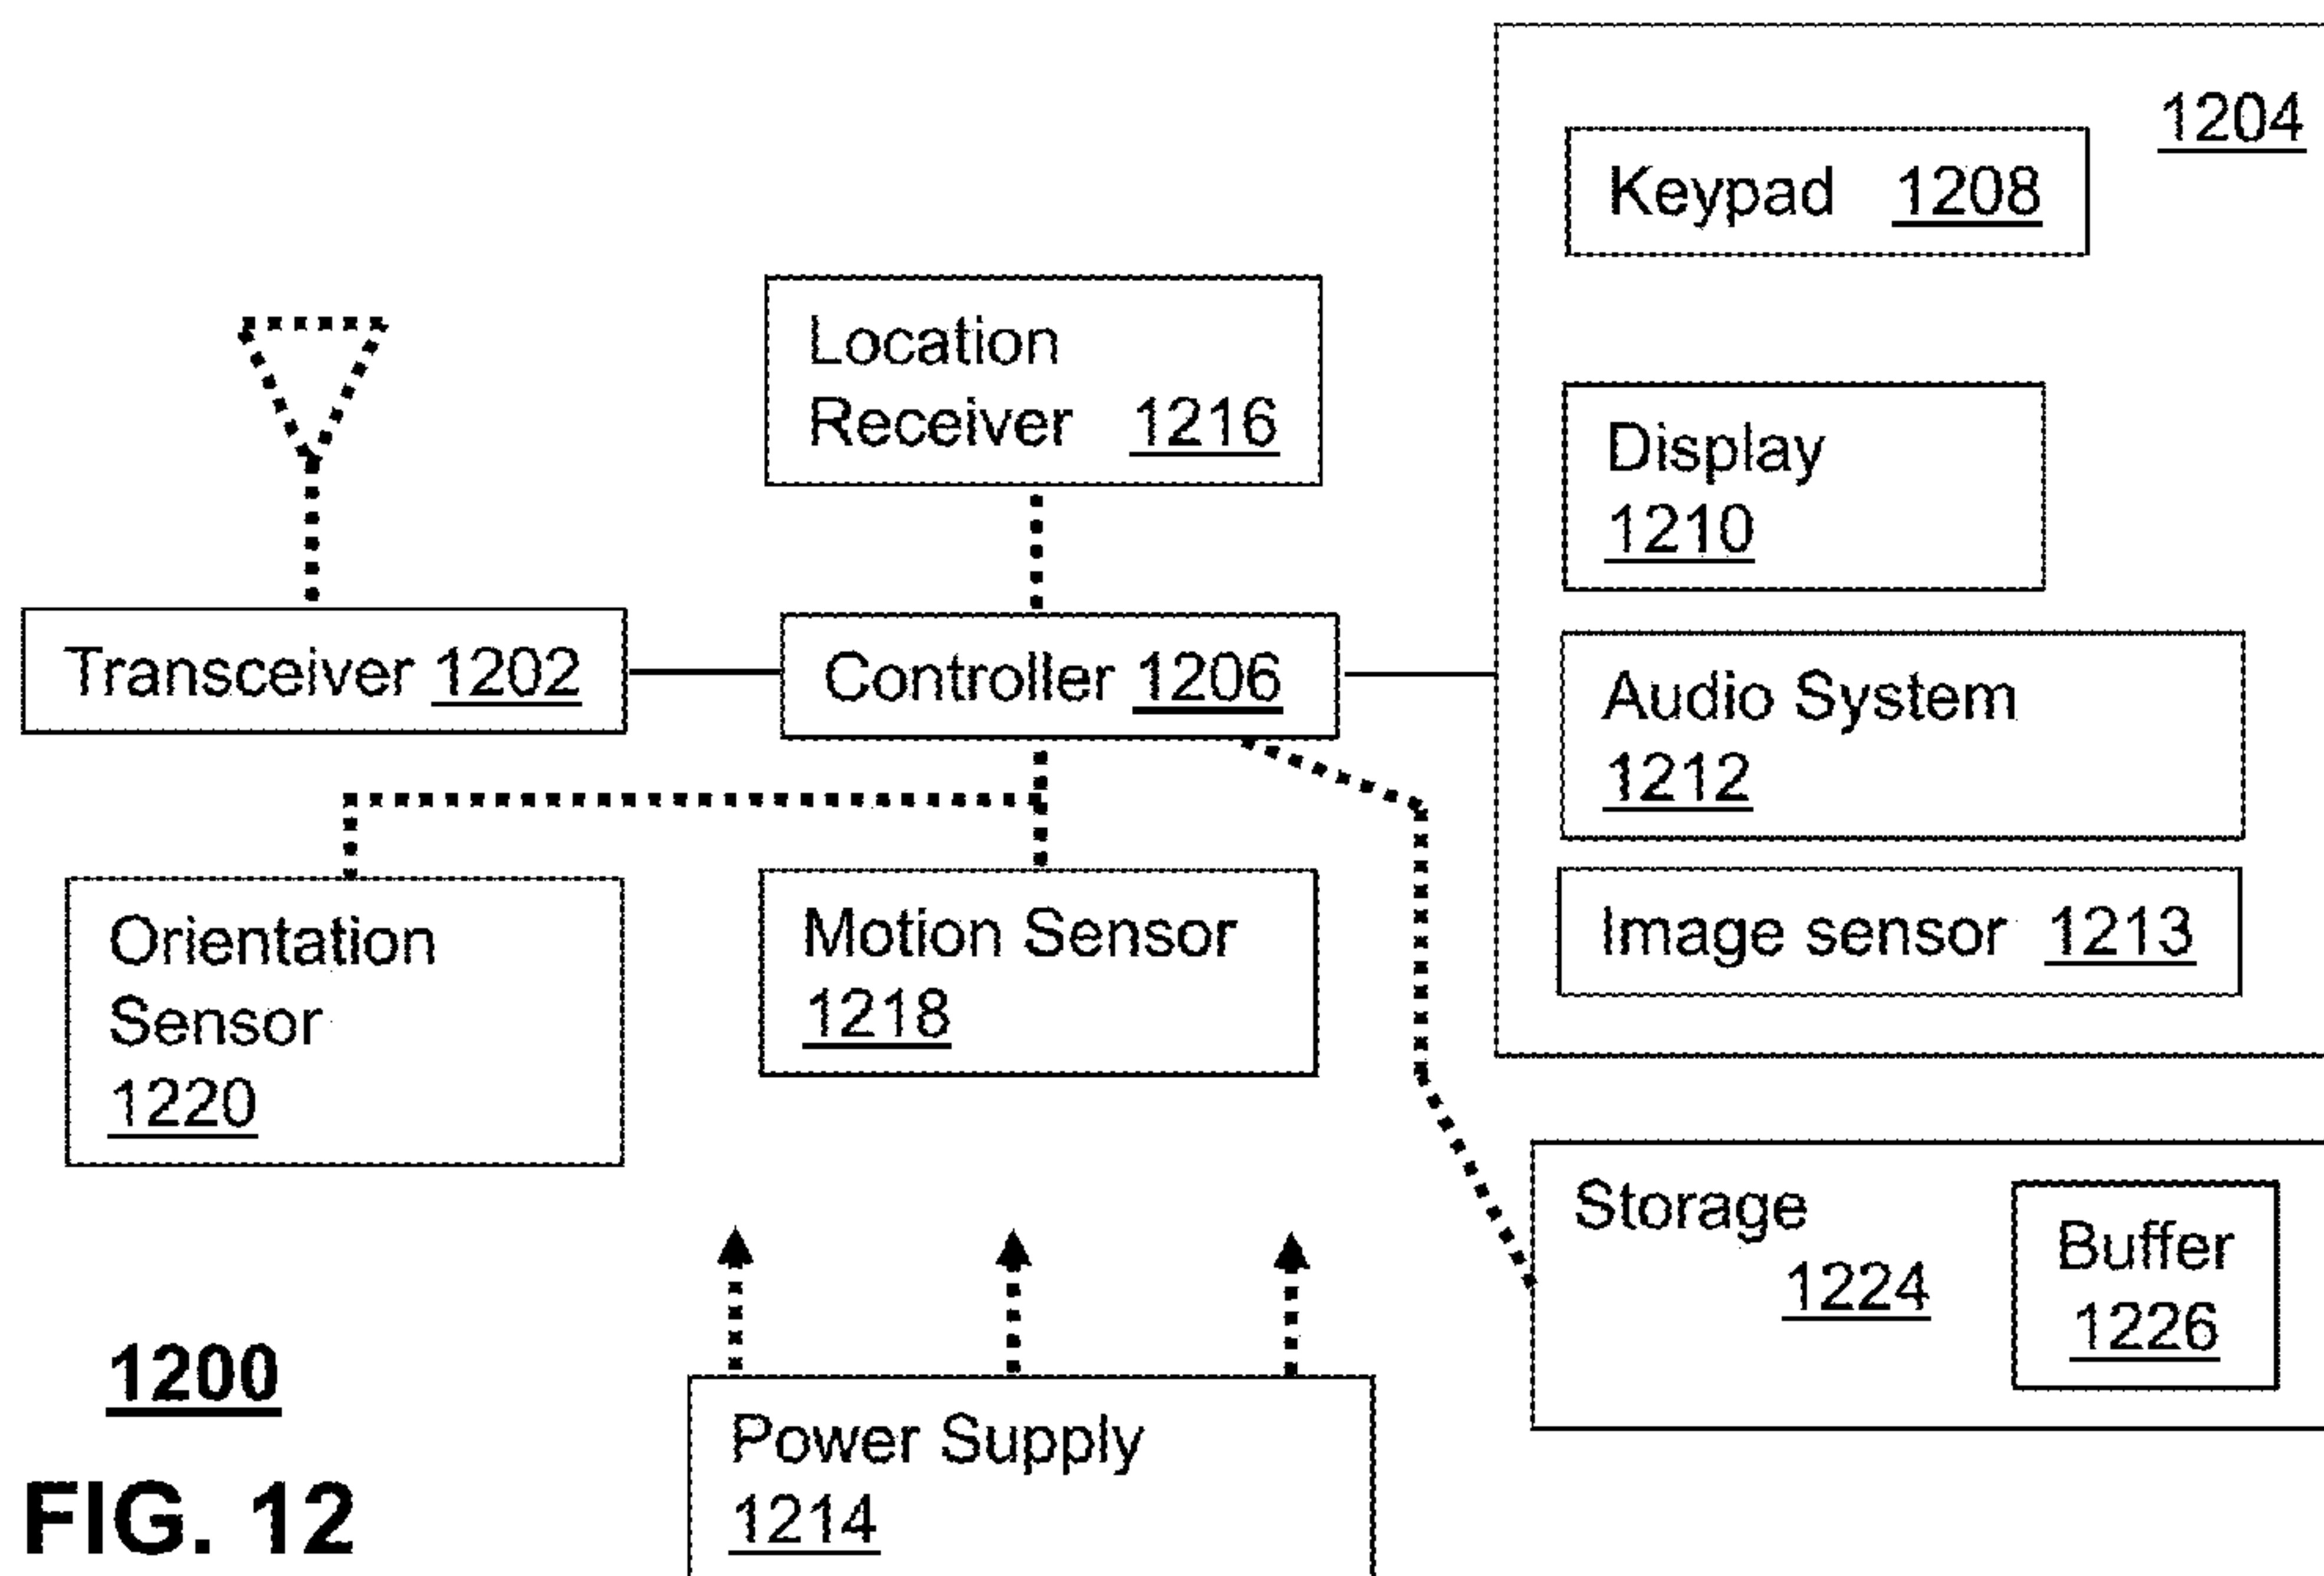 1204
Keypad 1208
Location
Receiver 1216
Display
1210
Transceiver 1202
Controller 1206
Audio System
1212
Image sensor 1213
Orientation
Sensor
1220
Motion Sensor
1218
Storage
1224
Buffer
1226
Power Supply
1214
1200
FIG. 12